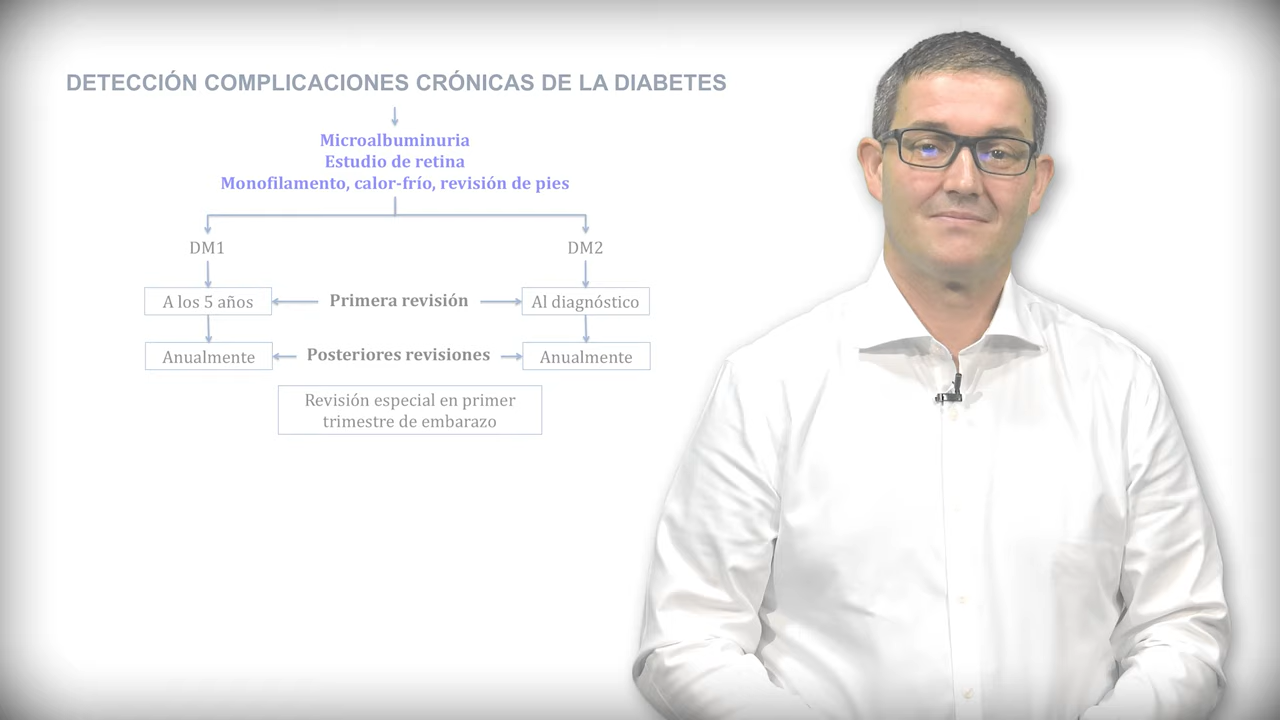 DETECCIÓN COMPLICACIONES CRÓNICAS DE LA DIABETES
Microalbuminuria
Estudio de retina
Monofilamento, calor-frío, revisión de pies
DM1
DM2
A los 5 años
Primera revisión
Al diagnóstico
Anualmente
Posteriores revisiones
Anualmente
Revisión especial en primer
trimestre de embarazo